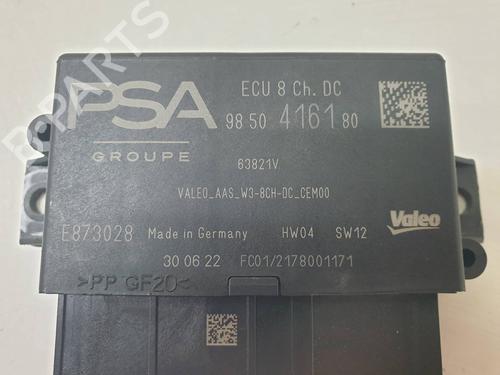 PSA
GROUPE
ECU 8 Ch. DC
98 50 4161 80
63821V
VALEO_AAS_W3-8CH-DC_CEM00
E873028 Made in Germany HW04 SW12
Valeo
30 06 22 FC01/2178001171
>PP GF20<
B-PARTS